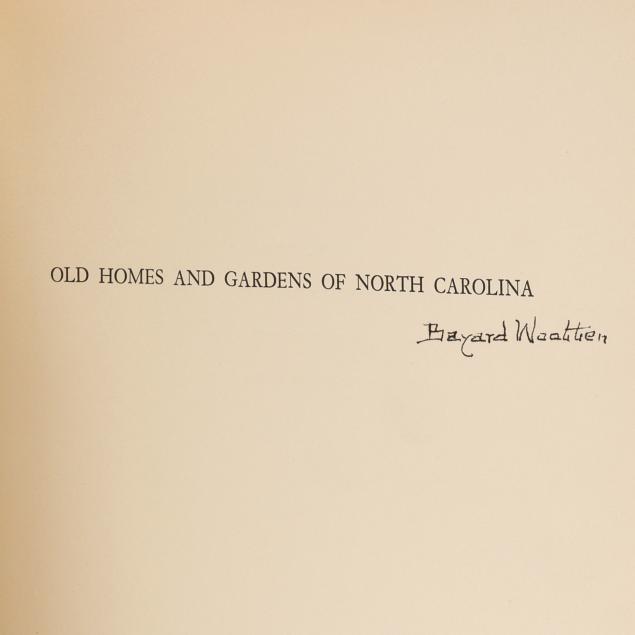 OLD HOMES AND GARDENS OF NORTH CAROLINA
Bayard Wootten